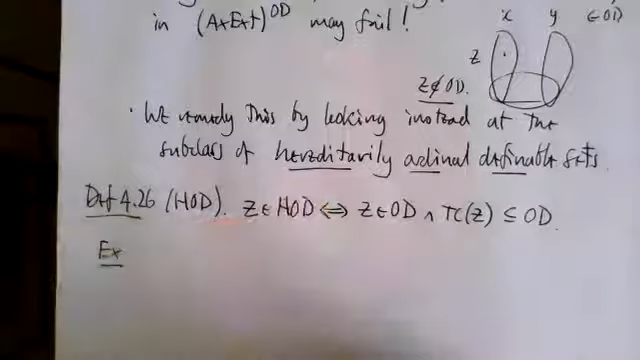 in (AxExt)^OD may fail!
x y ∈ OD
z
z ∉ OD.
· We remedy this by looking instead at the
subclass of hereditarily ordinal definable sets.
Def 4.26 (HOD). z ∈ HOD ⟺ z ∈ OD ∧ TC(z) ⊆ OD.
Ex